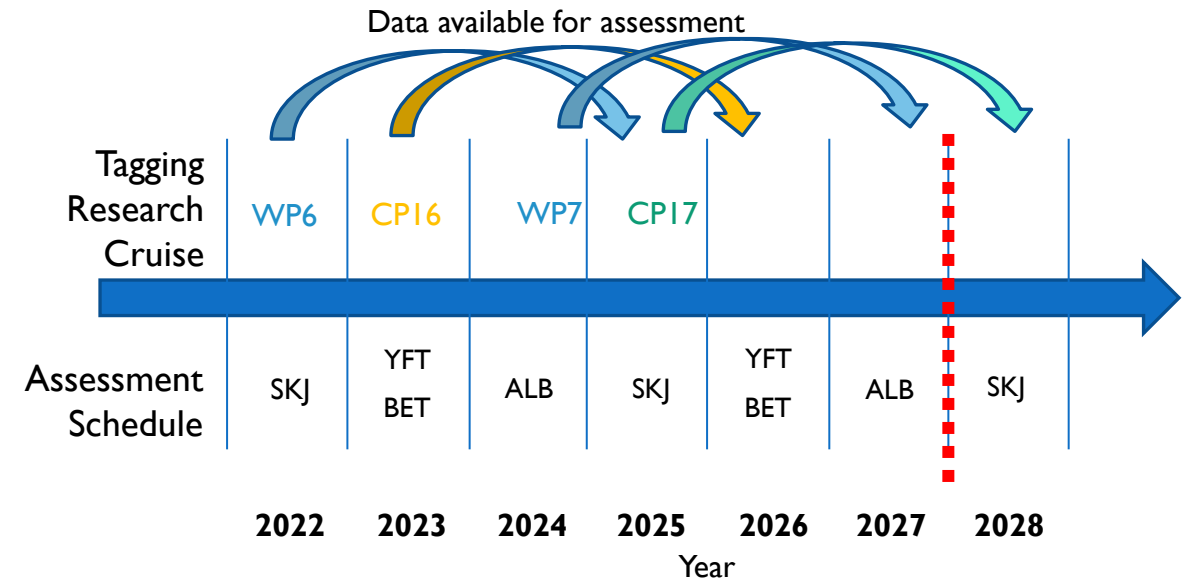 Data available for assessment
Tagging
Research
Cruise
WP6
CP16
WP7
CP17
Assessment
Schedule
SKJ
YFT
BET
ALB
SKJ
YFT
BET
ALB
SKJ
2022
2023
2024
2025
2026
2027
2028
Year